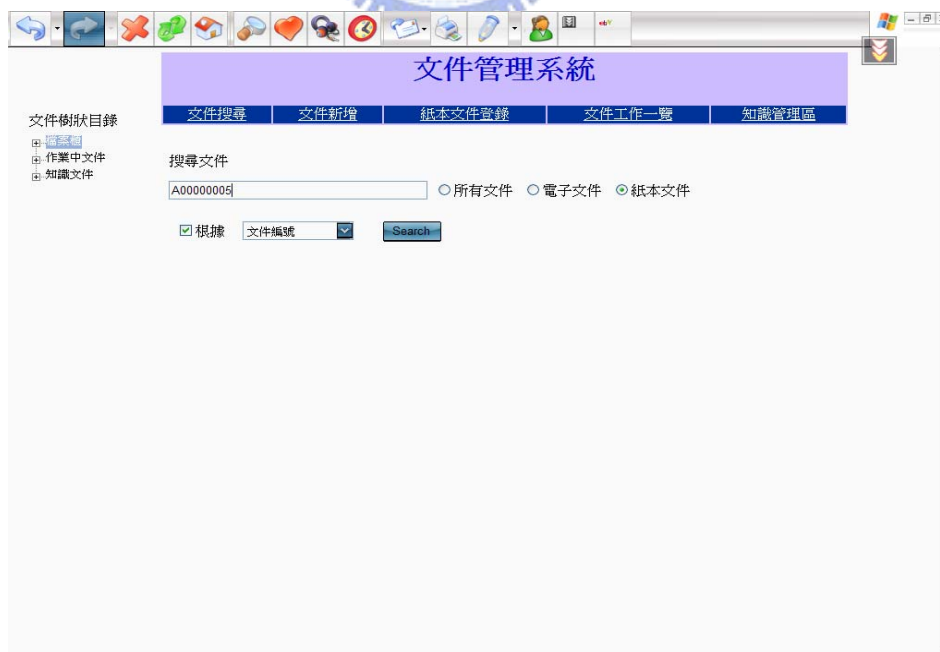 文件管理系統
文件搜尋 文件新增 紙本文件登錄 文件工作一覽 知識管理區
文件樹狀目錄
檔案櫃
作業中文件
知識文件
搜尋文件
A00000005
所有文件 電子文件 紙本文件
根據 文件編號 Search